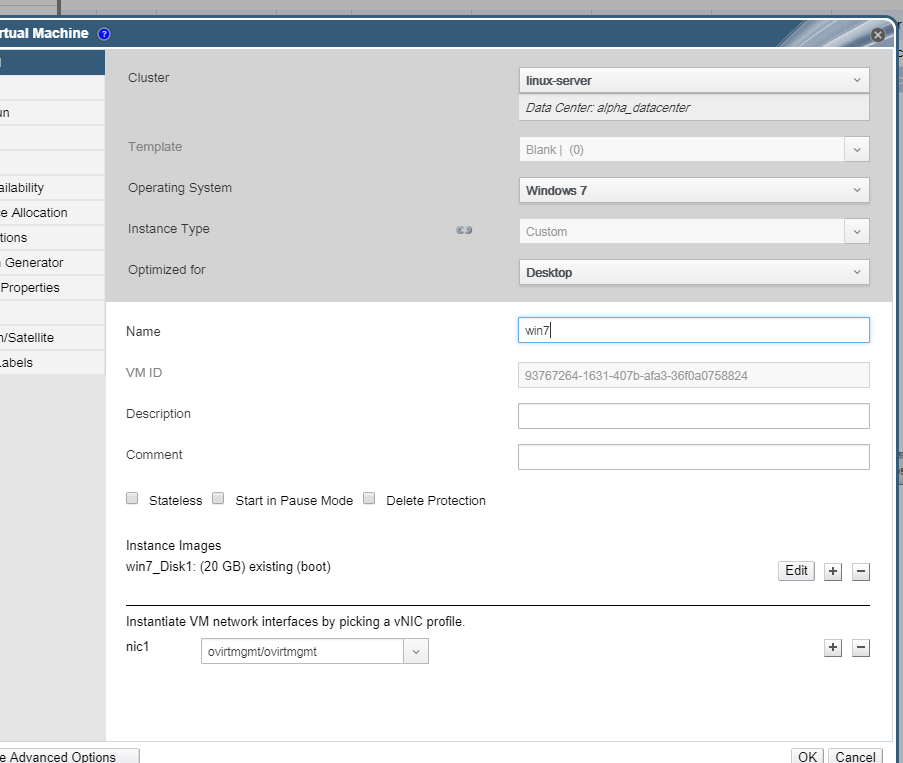 rtual Machine ?
Cluster
linux-server
Data Center: alpha_datacenter
Template
Blank | (0)
Operating System
Windows 7
Instance Type
Custom
Optimized for
Desktop
un
ailability
e Allocation
tions
Generator
Properties
n/Satellite
Labels
Name
win7
VM ID
93767264-1631-407b-afa3-36f0a0758824
Description
Comment
Stateless Start in Pause Mode Delete Protection
Instance Images
win7_Disk1: (20 GB) existing (boot)
Edit + −
Instantiate VM network interfaces by picking a vNIC profile.
nic1
ovirtmgmt/ovirtmgmt
+ −
e Advanced Options
OK Cancel